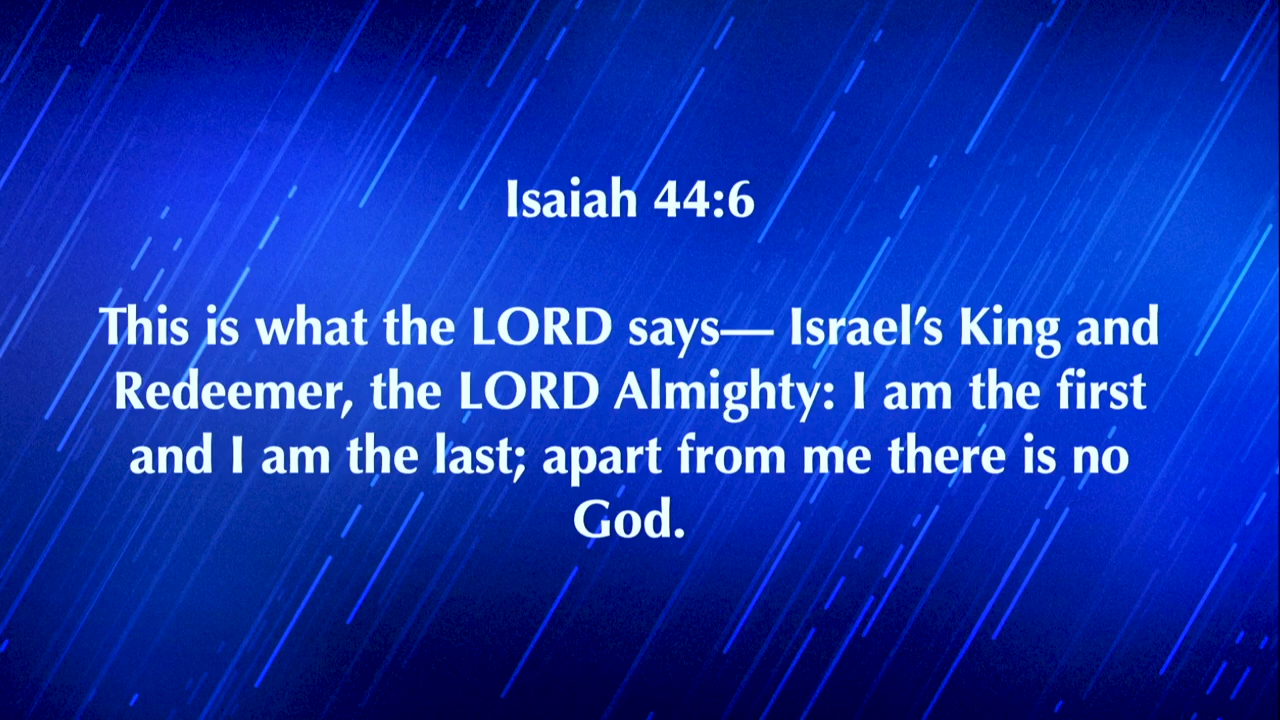 Isaiah 44:6
This is what the LORD says— Israel’s King and
Redeemer, the LORD Almighty: I am the first
and I am the last; apart from me there is no
God.